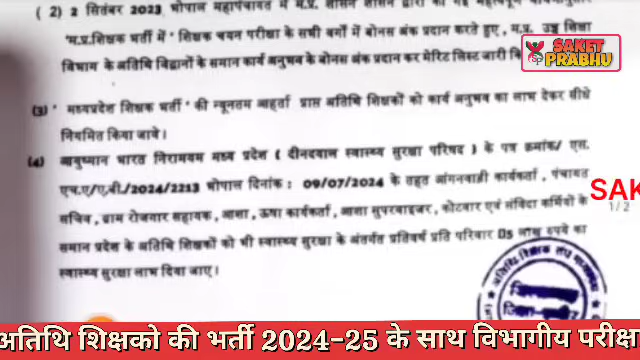 (2) 2 सितंबर 2023 भोपाल महापंचायत में म.प्र. शासन द्वारा की गई महत्वपूर्ण
म.प्र.शिक्षक भर्ती में ' शिक्षक चयन परीक्षा के सभी वर्गो में बोनस अंक प्रदान करते हुए , म.प्र. उच्च शिक्षा
विभाग के अतिथि विद्वानों के समान कार्य अनुभव के बोनस अंक प्रदान कर मेरिट लिस्ट जारी
SAKET
PRABHU
(3) ' मध्यप्रदेश शिक्षक भर्ती ' की न्यूनतम आहर्ता प्राप्त अतिथि शिक्षकों को कार्य अनुभव का लाभ देकर सीधे
नियमित किया जावे।
(4) आयुष्मान भारत निरामयम मध्य प्रदेश ( दीनदयाल स्वास्थ्य सुरक्षा परिषद ) के पत्र क्रमांक/ एस.
एच.ए/ए.बी./2024/2213 भोपाल दिनांक : 09/07/2024 के तहत आंगनवाड़ी कार्यकर्ता , पंचायत
SAK
1/2
सचिव , ग्राम रोजगार सहायक , आशा , ऊषा कार्यकर्ता , आशा सुपरवाइजर , कोटवार एवं संविदा कर्मियों के
समान प्रदेश के अतिथि शिक्षकों को भी स्वास्थ्य सुरक्षा के अंतर्गत प्रतिवर्ष प्रति परिवार 05 लाख रुपये का
स्वास्थ्य सुरक्षा लाभ दिया जाए।
अतिथि शिक्षको की भर्ती 2024-25 के साथ विभागीय परीक्ष